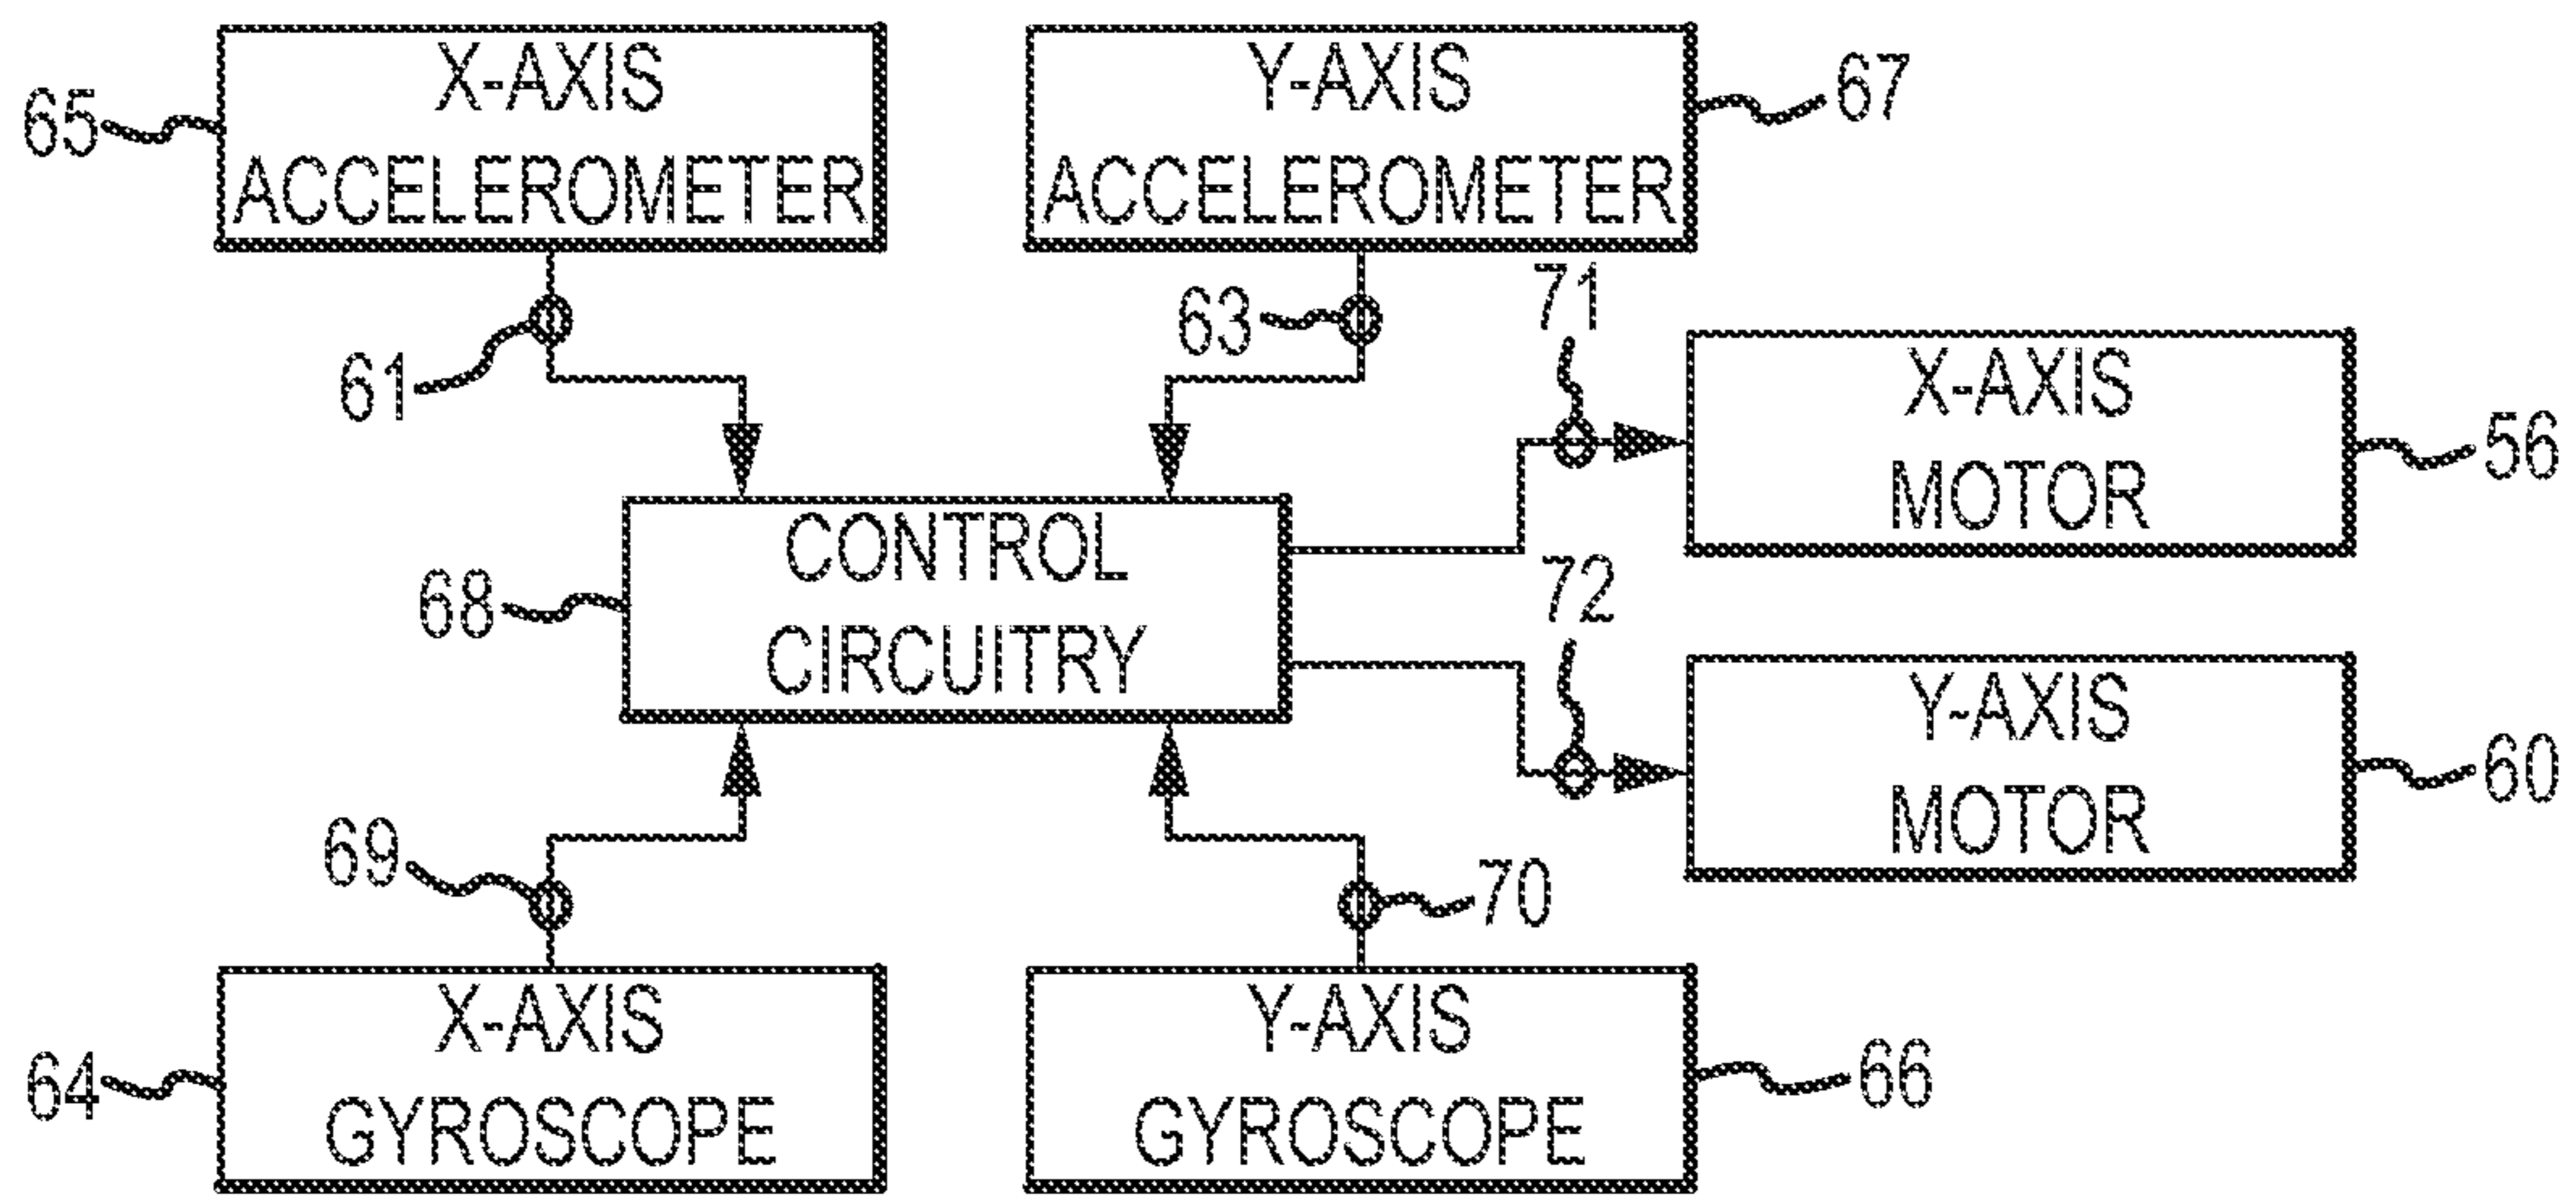 X-AXIS
ACCELEROMETER
65
Y-AXIS
ACCELEROMETER
67
61
63
71
X-AXIS
MOTOR
56
CONTROL
CIRCUITRY
68
72
Y-AXIS
MOTOR
60
69
70
X-AXIS
GYROSCOPE
64
Y-AXIS
GYROSCOPE
66